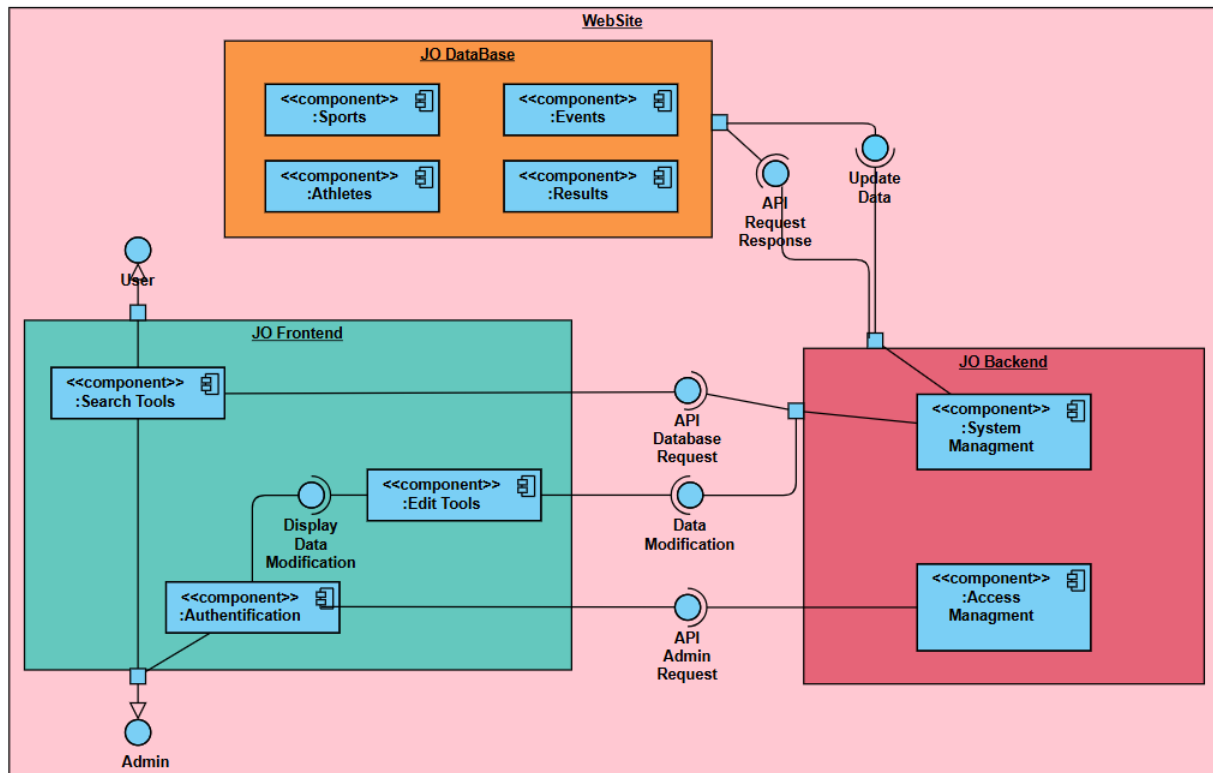 WebSite
JO DataBase
<<component>>
:Sports
<<component>>
:Events
<<component>>
:Athletes
<<component>>
:Results
API
Request
Response
Update
Data
User
JO Frontend
<<component>>
:Search Tools
API
Database
Request
JO Backend
<<component>>
:System
Managment
<<component>>
:Edit Tools
Display
Data
Modification
Data
Modification
<<component>>
:Authentification
API
Admin
Request
<<component>>
:Access
Managment
Admin